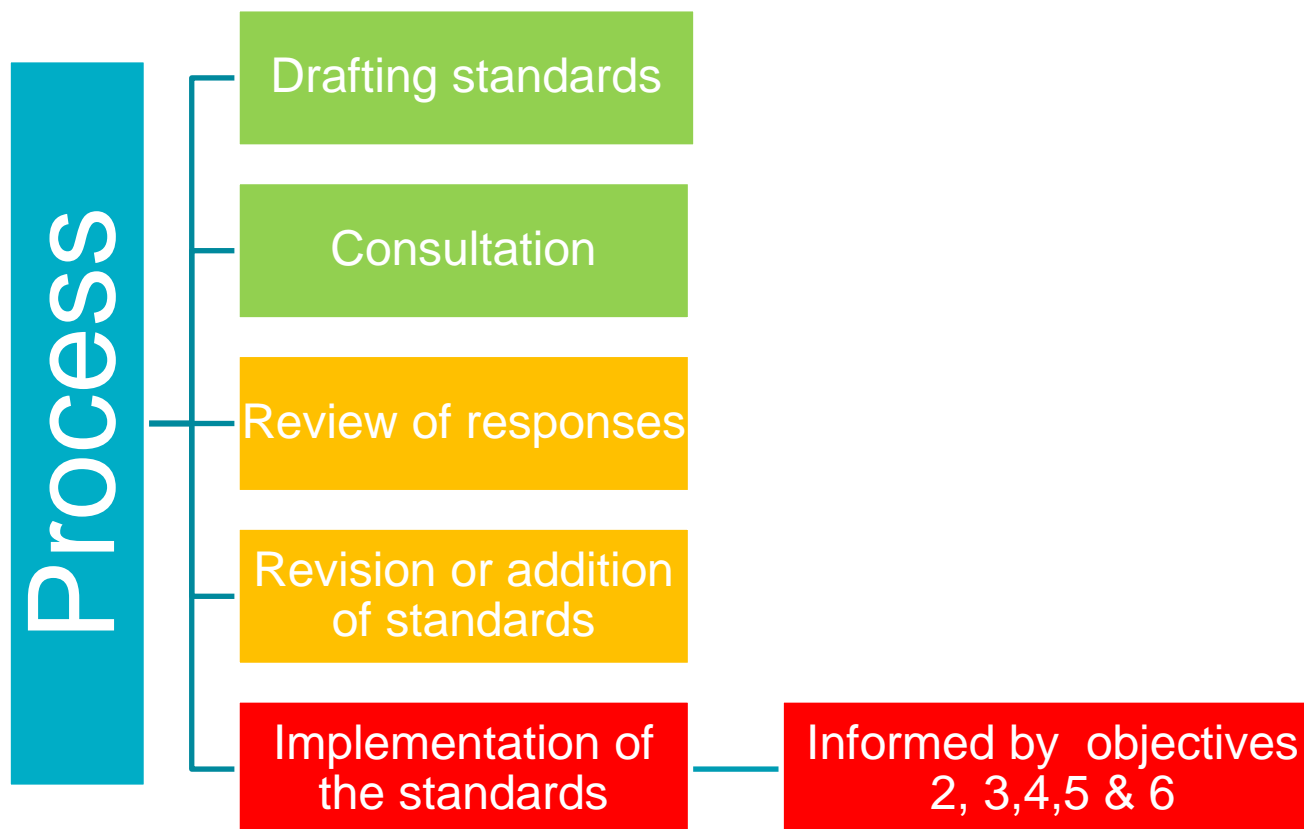 Process
Drafting standards
Consultation
Review of responses
Revision or addition
of standards
Implementation of
the standards
Informed by  objectives
2, 3,4,5 & 6